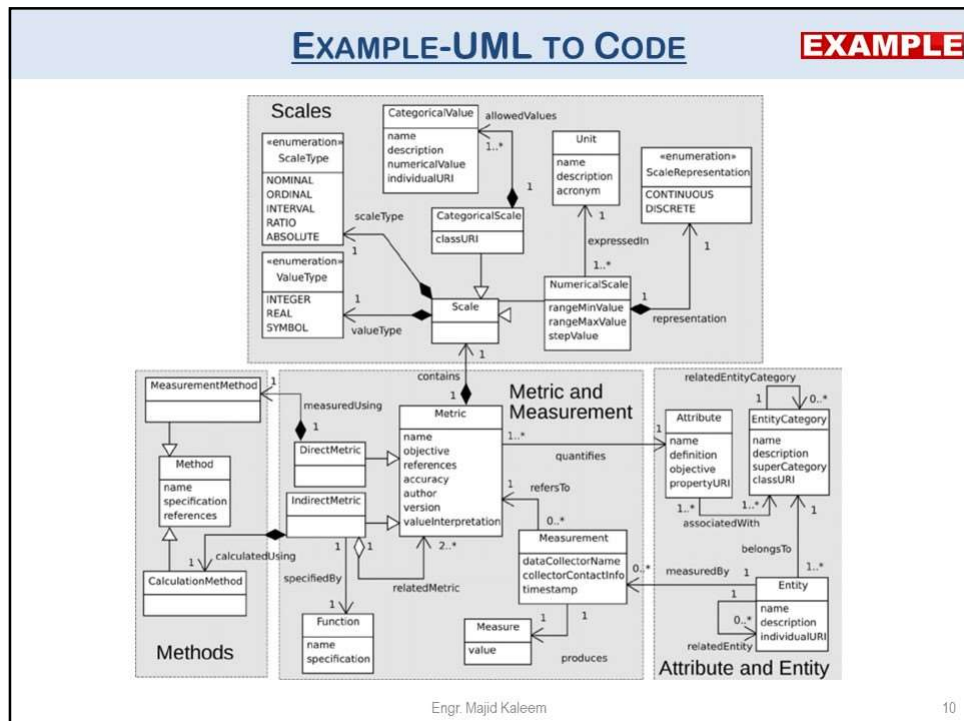 EXAMPLE-UML TO CODE
EXAMPLE
Scales
«enumeration»
ScaleType
NOMINAL
ORDINAL
INTERVAL
RATIO
ABSOLUTE
scaleType
1
«enumeration»
ValueType
INTEGER
REAL
SYMBOL
1
valueType
CategoricalValue
name
description
numericalValue
individualURI
allowedValues
1..*
1
CategoricalScale
classURI
Unit
name
description
acronym
1
expressedIn
1..*
«enumeration»
ScaleRepresentation
CONTINUOUS
DISCRETE
1
NumericalScale
rangeMinValue
rangeMaxValue
stepValue
1
representation
Scale
1
contains
1
MeasurementMethod
1
measuredUsing
1
Method
name
specification
references
CalculationMethod
calculatedUsing
1
Methods
Metric and
Measurement
Metric
name
objective
references
accuracy
author
version
valueInterpretation
DirectMetric
IndirectMetric
1
specifiedBy
1
1
2..*
relatedMetric
Function
name
specification
1..*
quantifies
1
1
refersTo
0..*
Measurement
dataCollectorName
collectorContactInfo
timestamp
0..*
measuredBy
1
1
1
produces
Measure
value
relatedEntityCategory
1
0..*
Attribute
name
definition
objective
propertyURI
EntityCategory
name
description
superCategory
classURI
1..*
1..*
associatedWith
1
belongsTo
1..*
Entity
name
description
individualURI
1
0..*
relatedEntity
Attribute and Entity
Engr. Majid Kaleem
10